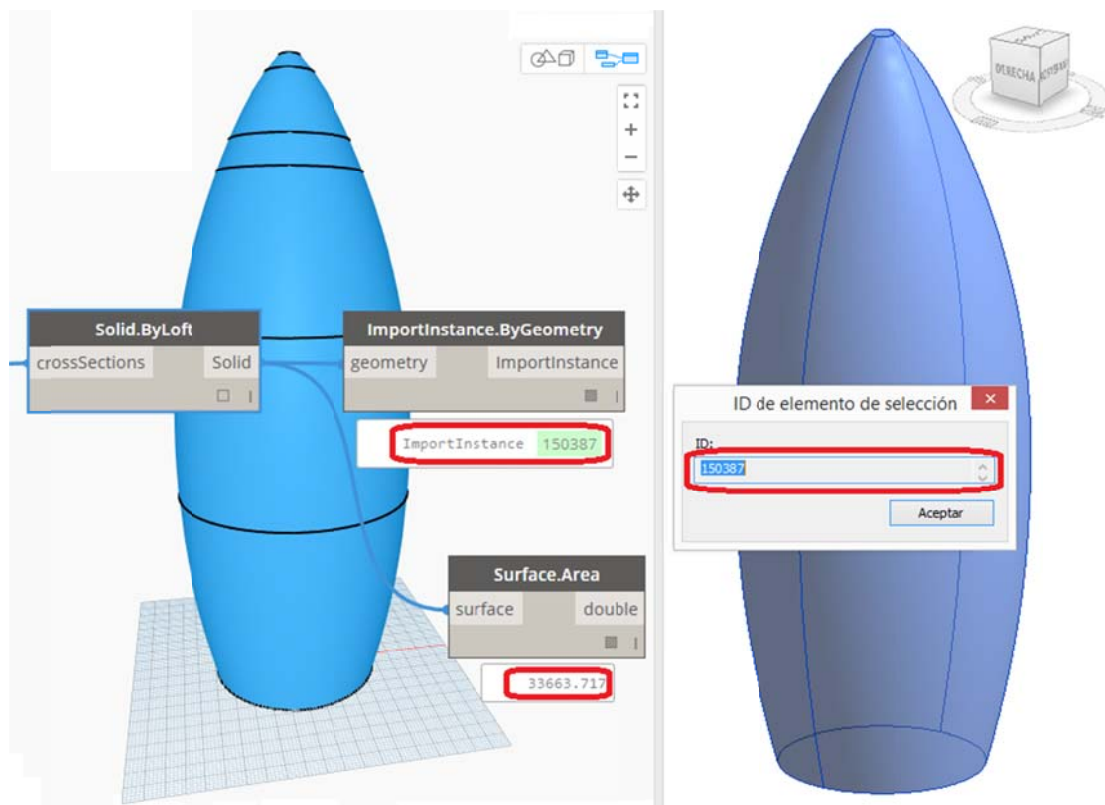 Solid.ByLoft
crossSections Solid
ImportInstance.ByGeometry
geometry ImportInstance
ImportInstance 150387
Surface.Area
surface double
33663.717
DERECHA
ID de elemento de selección
ID:
150387
Aceptar